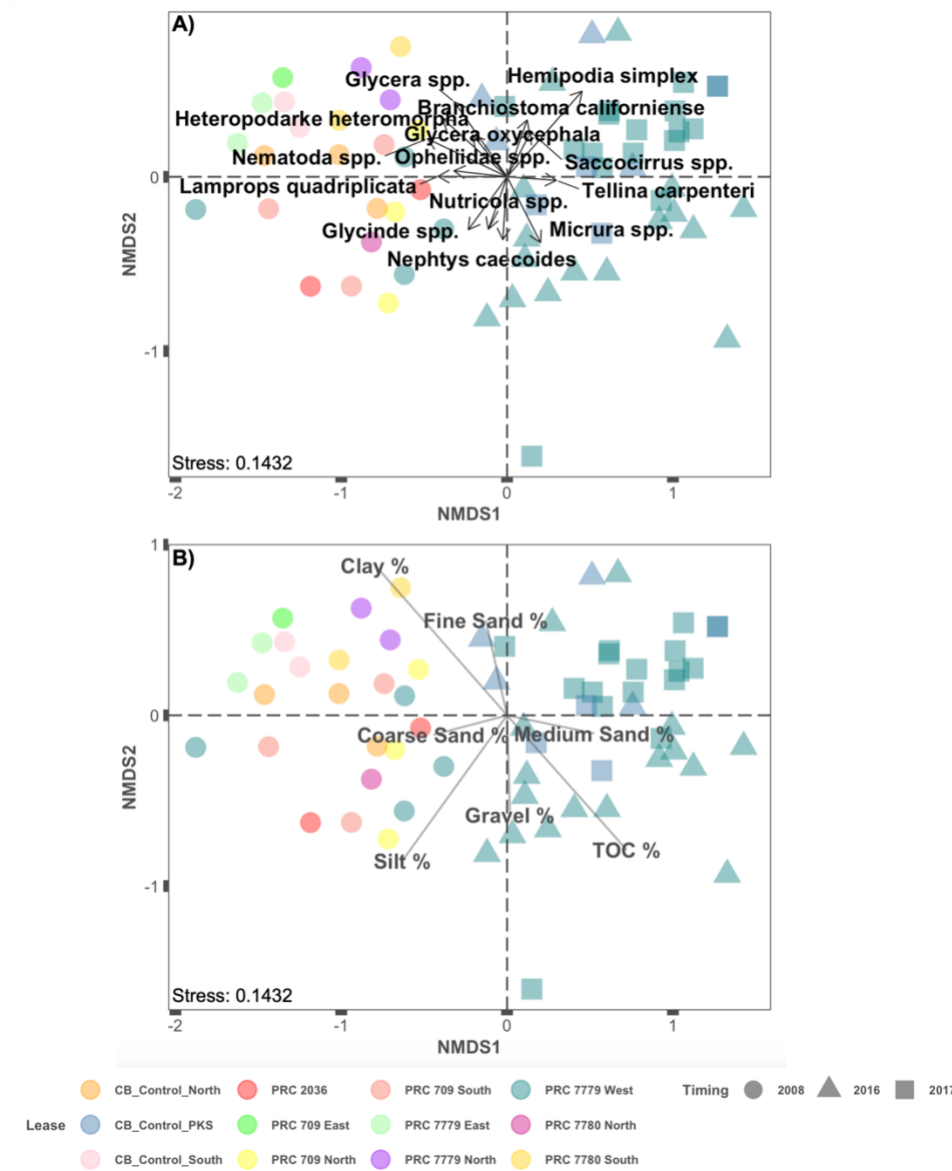 A)
Glycera spp.
Hemipodia simplex
Branchiostoma californiense
Heteropodarke heteromorpha
Glycera oxycephala
Nematoda spp.
Opheliidae spp.
Saccocirrus spp.
0
Lamprops quadriplicata
Tellina carpenteri
Nutricola spp.
Glycinde spp.
Micrura spp.
Nephtys caecoides
NMDS2
-1
Stress: 0.1432
-2
-1
0
1
NMDS1
1
B)
Clay %
Fine Sand %
0
Coarse Sand %
Medium Sand %
NMDS2
Gravel %
TOC %
Silt %
-1
Stress: 0.1432
-2
-1
0
1
NMDS1
CB_Control_North PRC 2036 PRC 709 South PRC 7779 West Timing 2008 2016 2017
Lease CB_Control_PKS PRC 709 East PRC 7779 East PRC 7780 North
CB_Control_South PRC 709 North PRC 7779 North PRC 7780 South